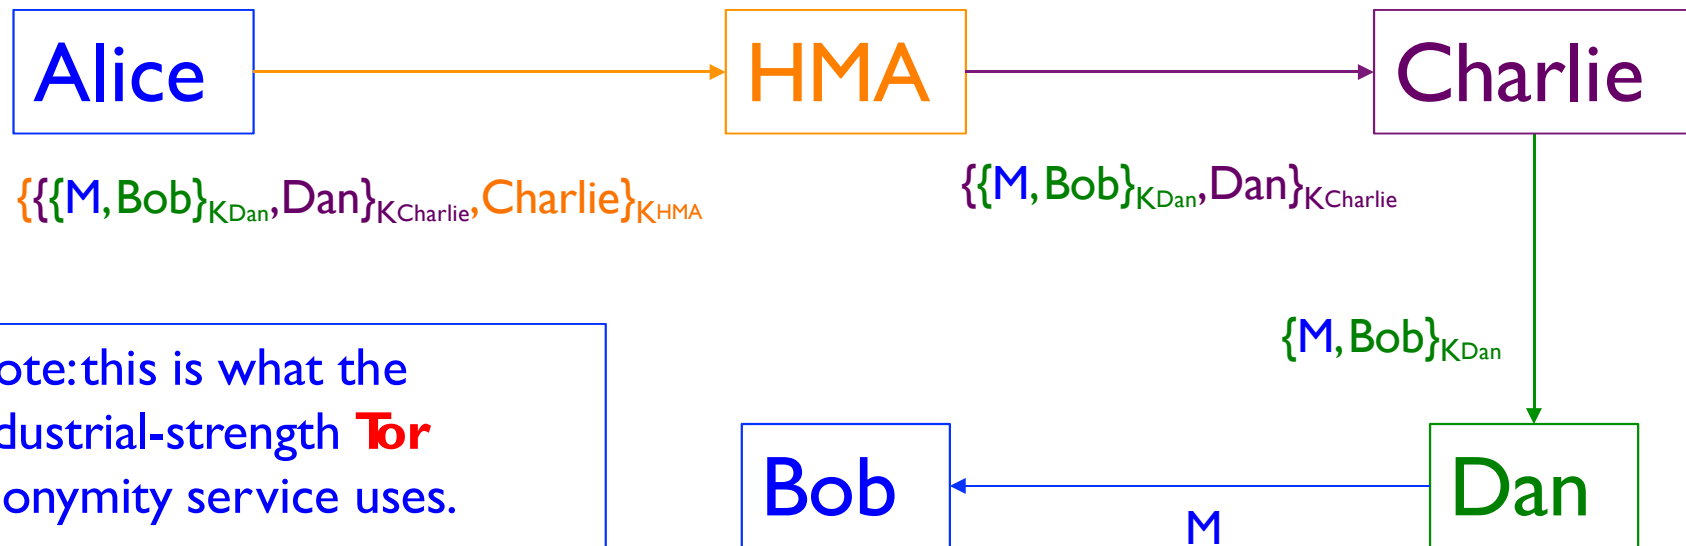 Alice
HMA
Charlie
{{{M,Bob}KDan,Dan}KCharlie,Charlie}KHMA
{{M,Bob}KDan,Dan}KCharlie
{M,Bob}KDan
ote:this is what the
dustrial-strength Tor
onymity service uses.
Bob
M
Dan